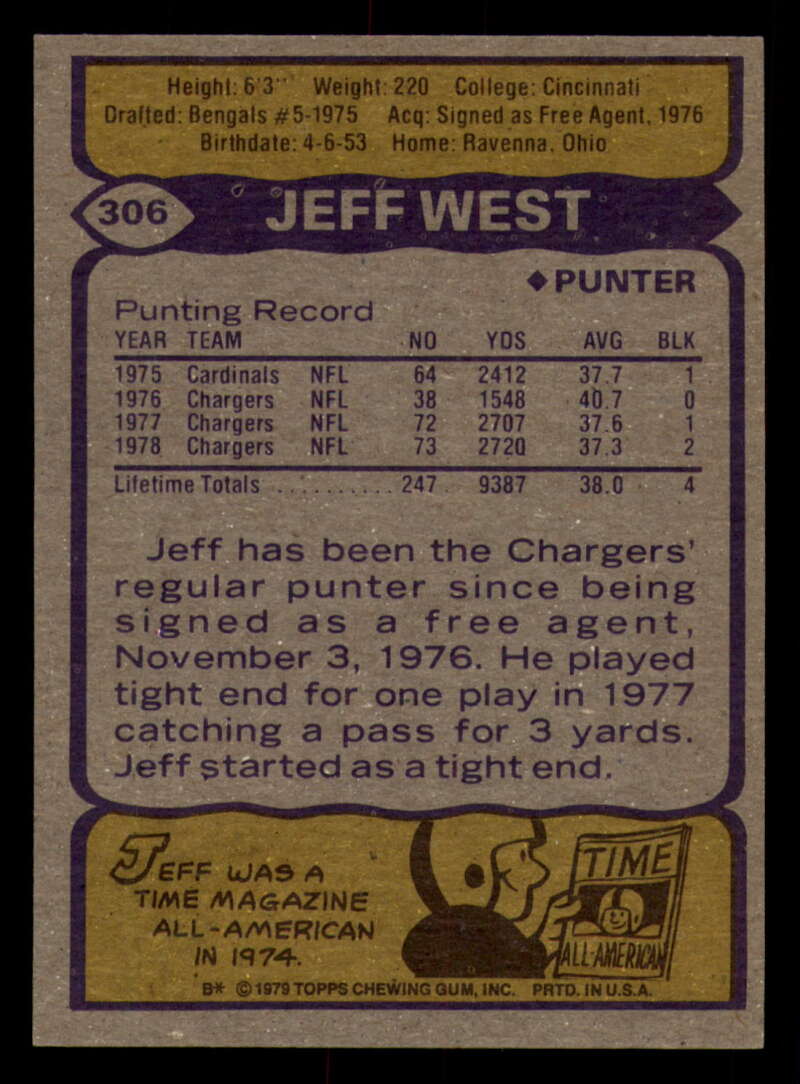 Height: 6'3" Weight: 220 College: Cincinnati
Drafted: Bengals #5-1975 Acq: Signed as Free Agent, 1976
Birthdate: 4-6-53 Home: Ravenna, Ohio
306 JEFF WEST
◆ PUNTER
Punting Record
YEAR TEAM NO YDS AVG BLK
1975 Cardinals NFL 64 2412 37.7 1
1976 Chargers NFL 38 1548 40.7 0
1977 Chargers NFL 72 2707 37.6 1
1978 Chargers NFL 73 2720 37.3 2
Lifetime Totals ........... 247 9387 38.0 4
Jeff has been the Chargers'
regular punter since being
signed as a free agent,
November 3, 1976. He played
tight end for one play in 1977
catching a pass for 3 yards.
Jeff started as a tight end.
JEFF WAS A
TIME MAGAZINE
ALL-AMERICAN
IN 1974.
TIME
ALL-AMERICAN
B* © 1979 TOPPS CHEWING GUM, INC. PRTD. IN U.S.A.